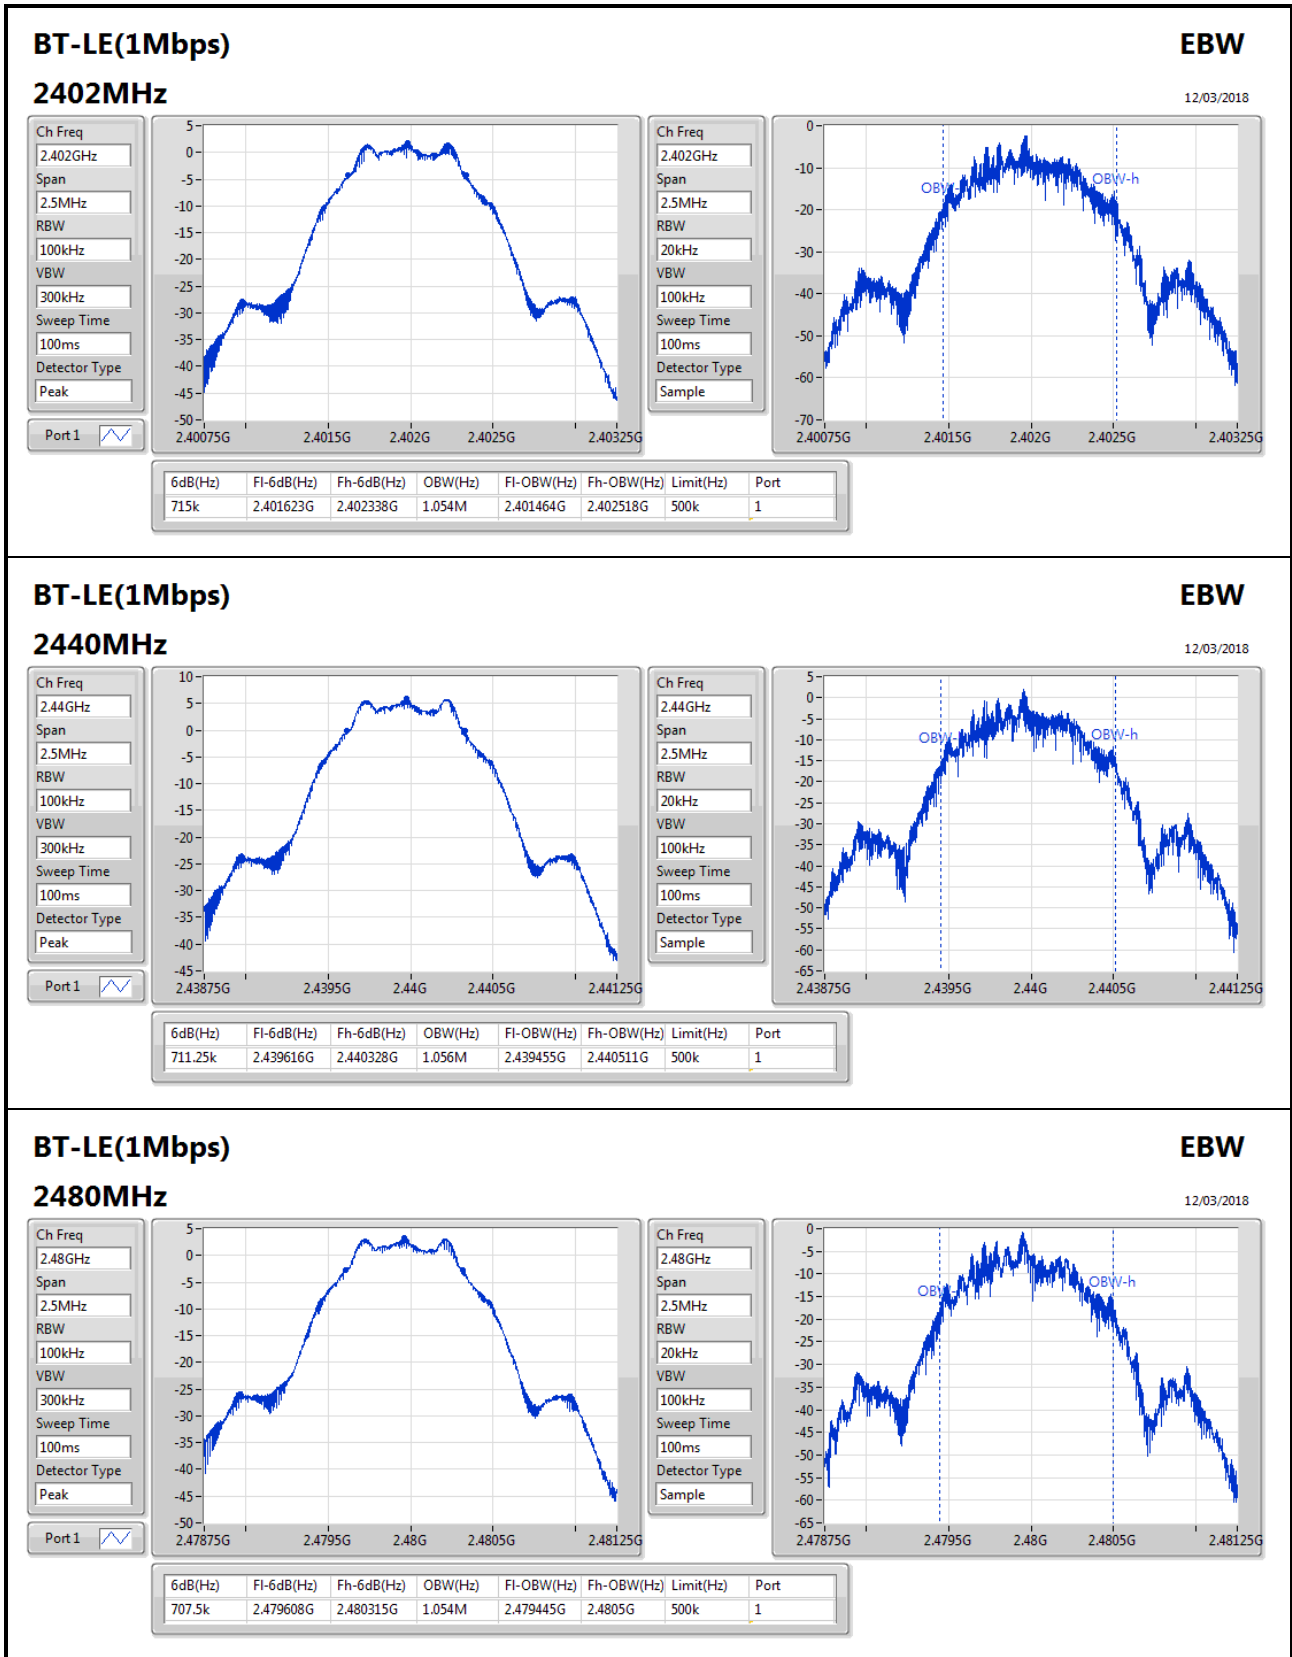 BT-LE(1Mbps) EBW
2402MHz 12/03/2018
Ch Freq
2.402GHz
Span
2.5MHz
RBW
100kHz
VBW
300kHz
Sweep Time
100ms
Detector Type
Peak
Port 1
5
0
-5
-10
-15
-20
-25
-30
-35
-40
-45
-50
2.40075G 2.4015G 2.402G 2.4025G 2.40325G
Ch Freq
2.402GHz
Span
2.5MHz
RBW
20kHz
VBW
100kHz
Sweep Time
100ms
Detector Type
Sample
0
-10
-20
-30
-40
-50
-60
-70
OBW-h
2.40075G 2.4015G 2.402G 2.4025G 2.40325G
6dB(Hz) Fl-6dB(Hz) Fh-6dB(Hz) OBW(Hz) Fl-OBW(Hz) Fh-OBW(Hz) Limit(Hz) Port
715k 2.401623G 2.402338G 1.054M 2.401464G 2.402518G 500k 1
BT-LE(1Mbps) EBW
2440MHz 12/03/2018
Ch Freq
2.44GHz
Span
2.5MHz
RBW
100kHz
VBW
300kHz
Sweep Time
100ms
Detector Type
Peak
Port 1
10
5
0
-5
-10
-15
-20
-25
-30
-35
-40
-45
2.43875G 2.4395G 2.44G 2.4405G 2.44125G
Ch Freq
2.44GHz
Span
2.5MHz
RBW
20kHz
VBW
100kHz
Sweep Time
100ms
Detector Type
Sample
5
0
-5
-10
-15
-20
-25
-30
-35
-40
-45
-50
-55
-60
-65
OBW-h
2.43875G 2.4395G 2.44G 2.4405G 2.44125G
6dB(Hz) Fl-6dB(Hz) Fh-6dB(Hz) OBW(Hz) Fl-OBW(Hz) Fh-OBW(Hz) Limit(Hz) Port
711.25k 2.439616G 2.440328G 1.056M 2.439455G 2.440511G 500k 1
BT-LE(1Mbps) EBW
2480MHz 12/03/2018
Ch Freq
2.48GHz
Span
2.5MHz
RBW
100kHz
VBW
300kHz
Sweep Time
100ms
Detector Type
Peak
Port 1
5
0
-5
-10
-15
-20
-25
-30
-35
-40
-45
-50
2.47875G 2.4795G 2.48G 2.4805G 2.48125G
Ch Freq
2.48GHz
Span
2.5MHz
RBW
20kHz
VBW
100kHz
Sweep Time
100ms
Detector Type
Sample
0
-5
-10
-15
-20
-25
-30
-35
-40
-45
-50
-55
-60
-65
OBW-h
2.47875G 2.4795G 2.48G 2.4805G 2.48125G
6dB(Hz) Fl-6dB(Hz) Fh-6dB(Hz) OBW(Hz) Fl-OBW(Hz) Fh-OBW(Hz) Limit(Hz) Port
707.5k 2.479608G 2.480315G 1.054M 2.479445G 2.4805G 500k 1